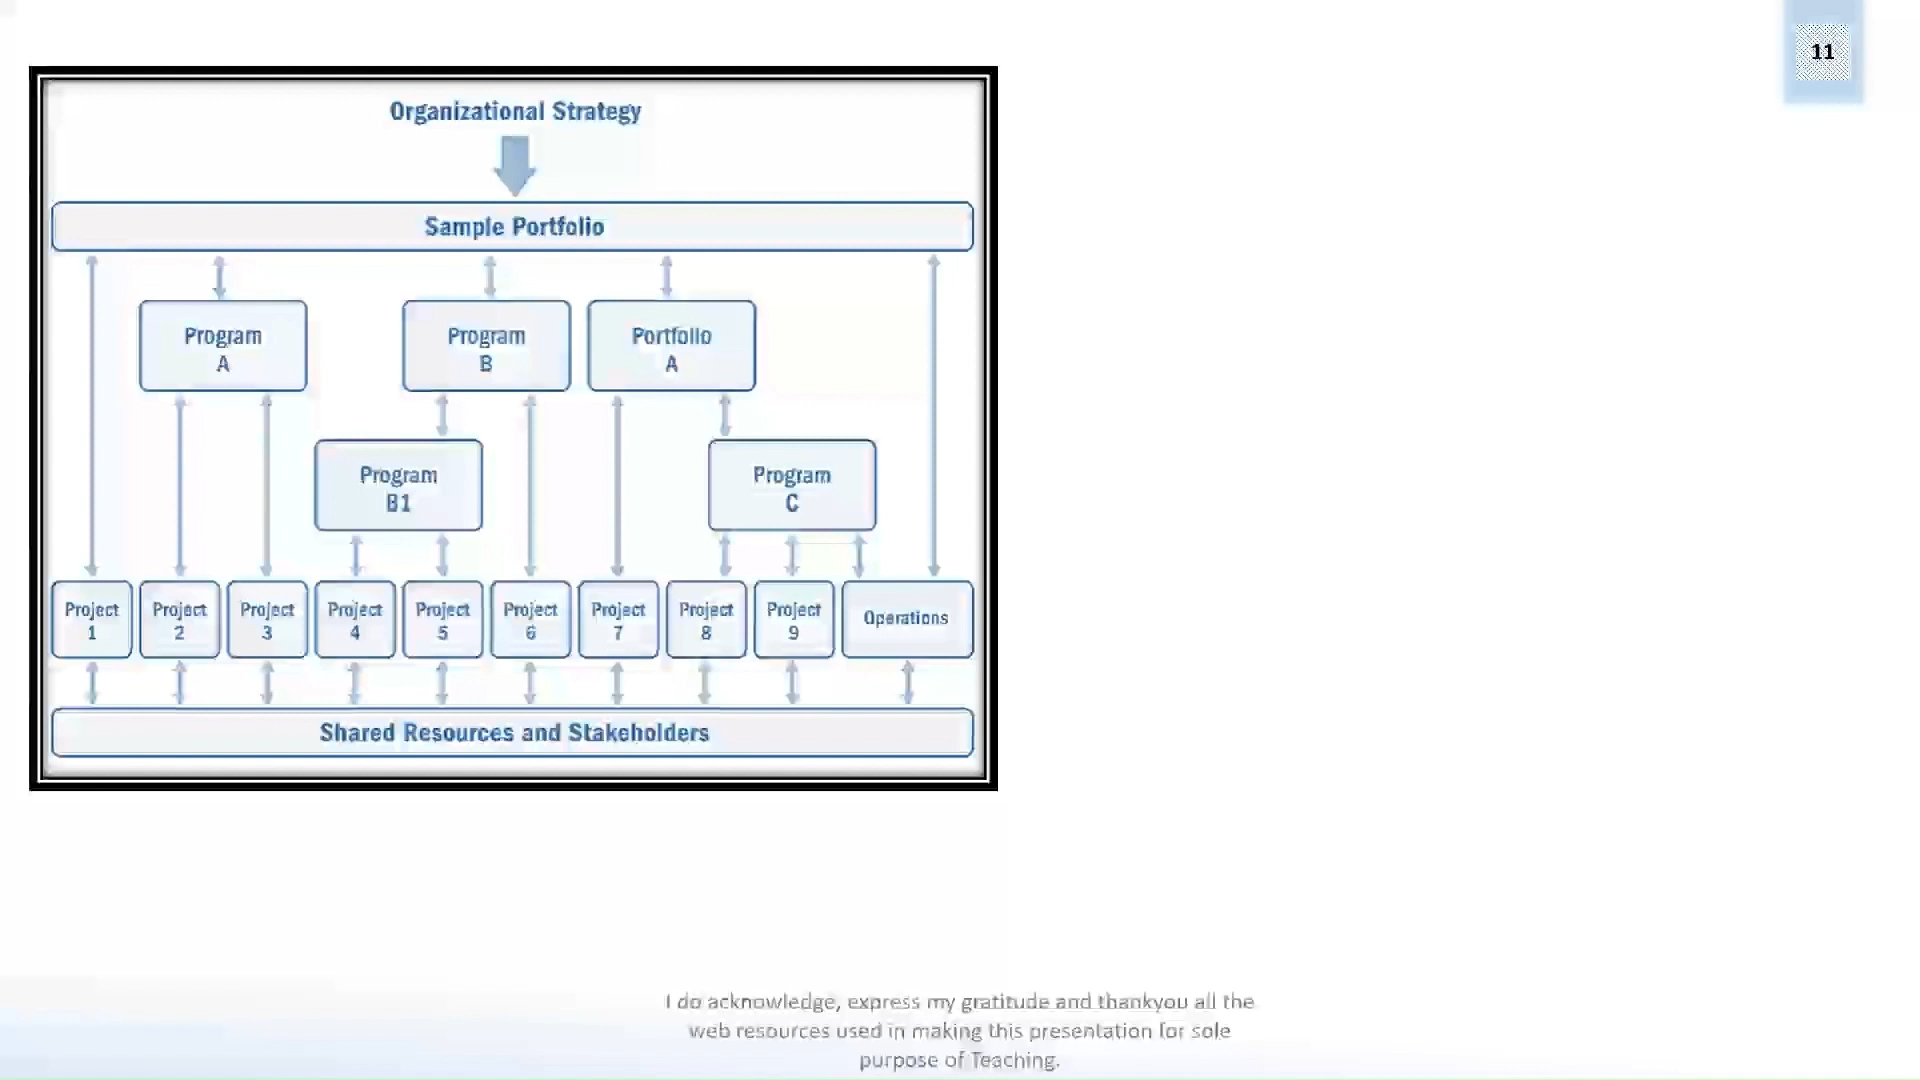 11
Organizational Strategy
Sample Portfolio
Program
A
Program
B
Portfolio
A
Program
B1
Program
C
Project
1
Project
2
Project
3
Project
4
Project
5
Project
6
Project
7
Project
8
Project
9
Operations
Shared Resources and Stakeholders
I do acknowledge, express my gratitude and thankyou all the
web resources used in making this presentation for sole
purpose of Teaching.